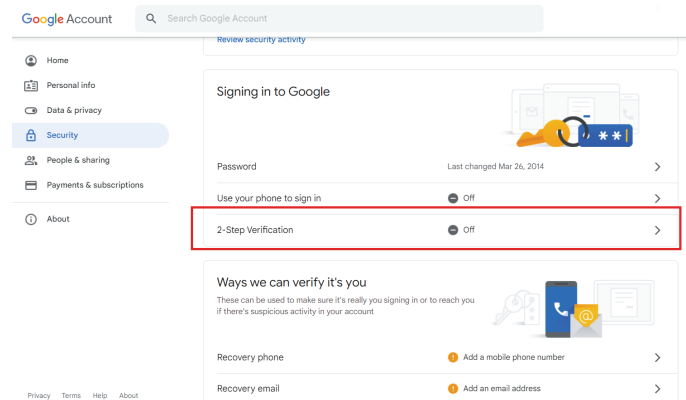 Google Account
Search Google Account
Home
Personal info
Data & privacy
Security
People & sharing
Payments & subscriptions
About
Review security activity
Signing in to Google
**
Password Last changed Mar 26, 2014
Use your phone to sign in Off
2-Step Verification Off
Ways we can verify it's you
These can be used to make sure it's really you signing in or to reach you
if there's suspicious activity in your account
@
Recovery phone ! Add a mobile phone number
Recovery email ! Add an email address
Privacy Terms Help About